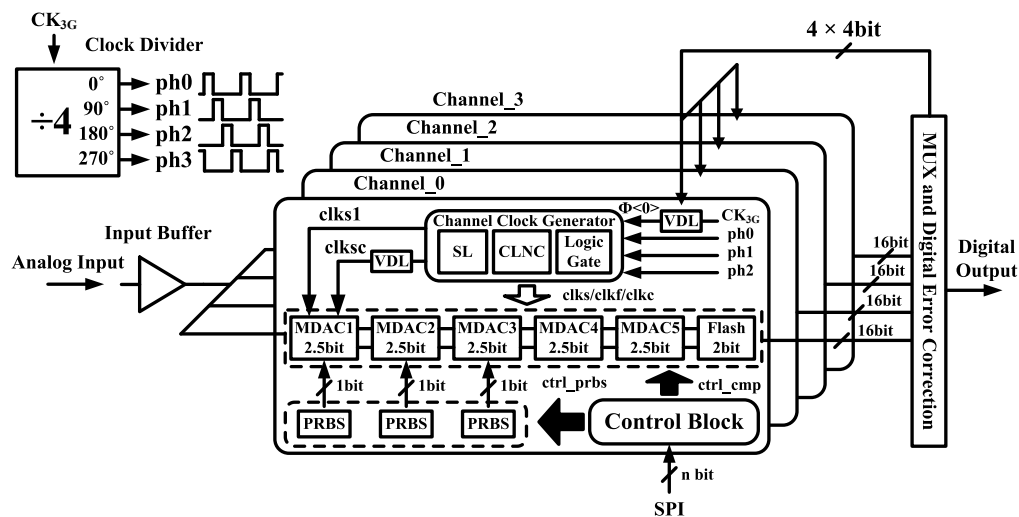 CK3G
Clock Divider
÷4
0°
90°
180°
270°
ph0
ph1
ph2
ph3
4 × 4bit
Channel_3
Channel_2
Channel_1
Channel_0
clks1
clksc
VDL
Channel Clock Generator
SL
CLNC
Logic
Gate
Φ<0>
VDL
CK3G
ph0
ph1
ph2
clks/clkf/clkc
Input Buffer
Analog Input
MDAC1
2.5bit
MDAC2
2.5bit
MDAC3
2.5bit
MDAC4
2.5bit
MDAC5
2.5bit
Flash
2bit
1bit
1bit
1bit
ctrl_prbs
ctrl_cmp
PRBS
PRBS
PRBS
Control Block
n bit
SPI
16bit
16bit
16bit
16bit
MUX and Digital Error Correction
Digital
Output